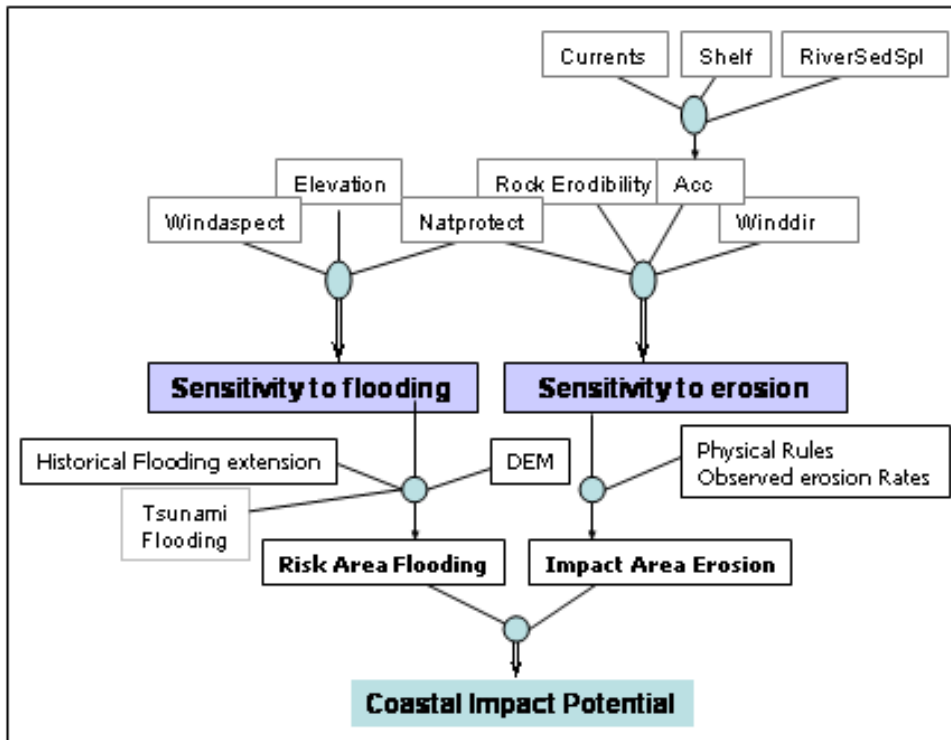 Currents
Shelf
RiverSedSpl
Elevation
Rock Erodibility
Acc
Windaspect
Natprotect
Winddir
Sensitivity to flooding
Sensitivity to erosion
Historical Flooding extension
DEM
Physical Rules
Observed erosion Rates
Tsunami
Flooding
Risk Area Flooding
Impact Area Erosion
Coastal Impact Potential